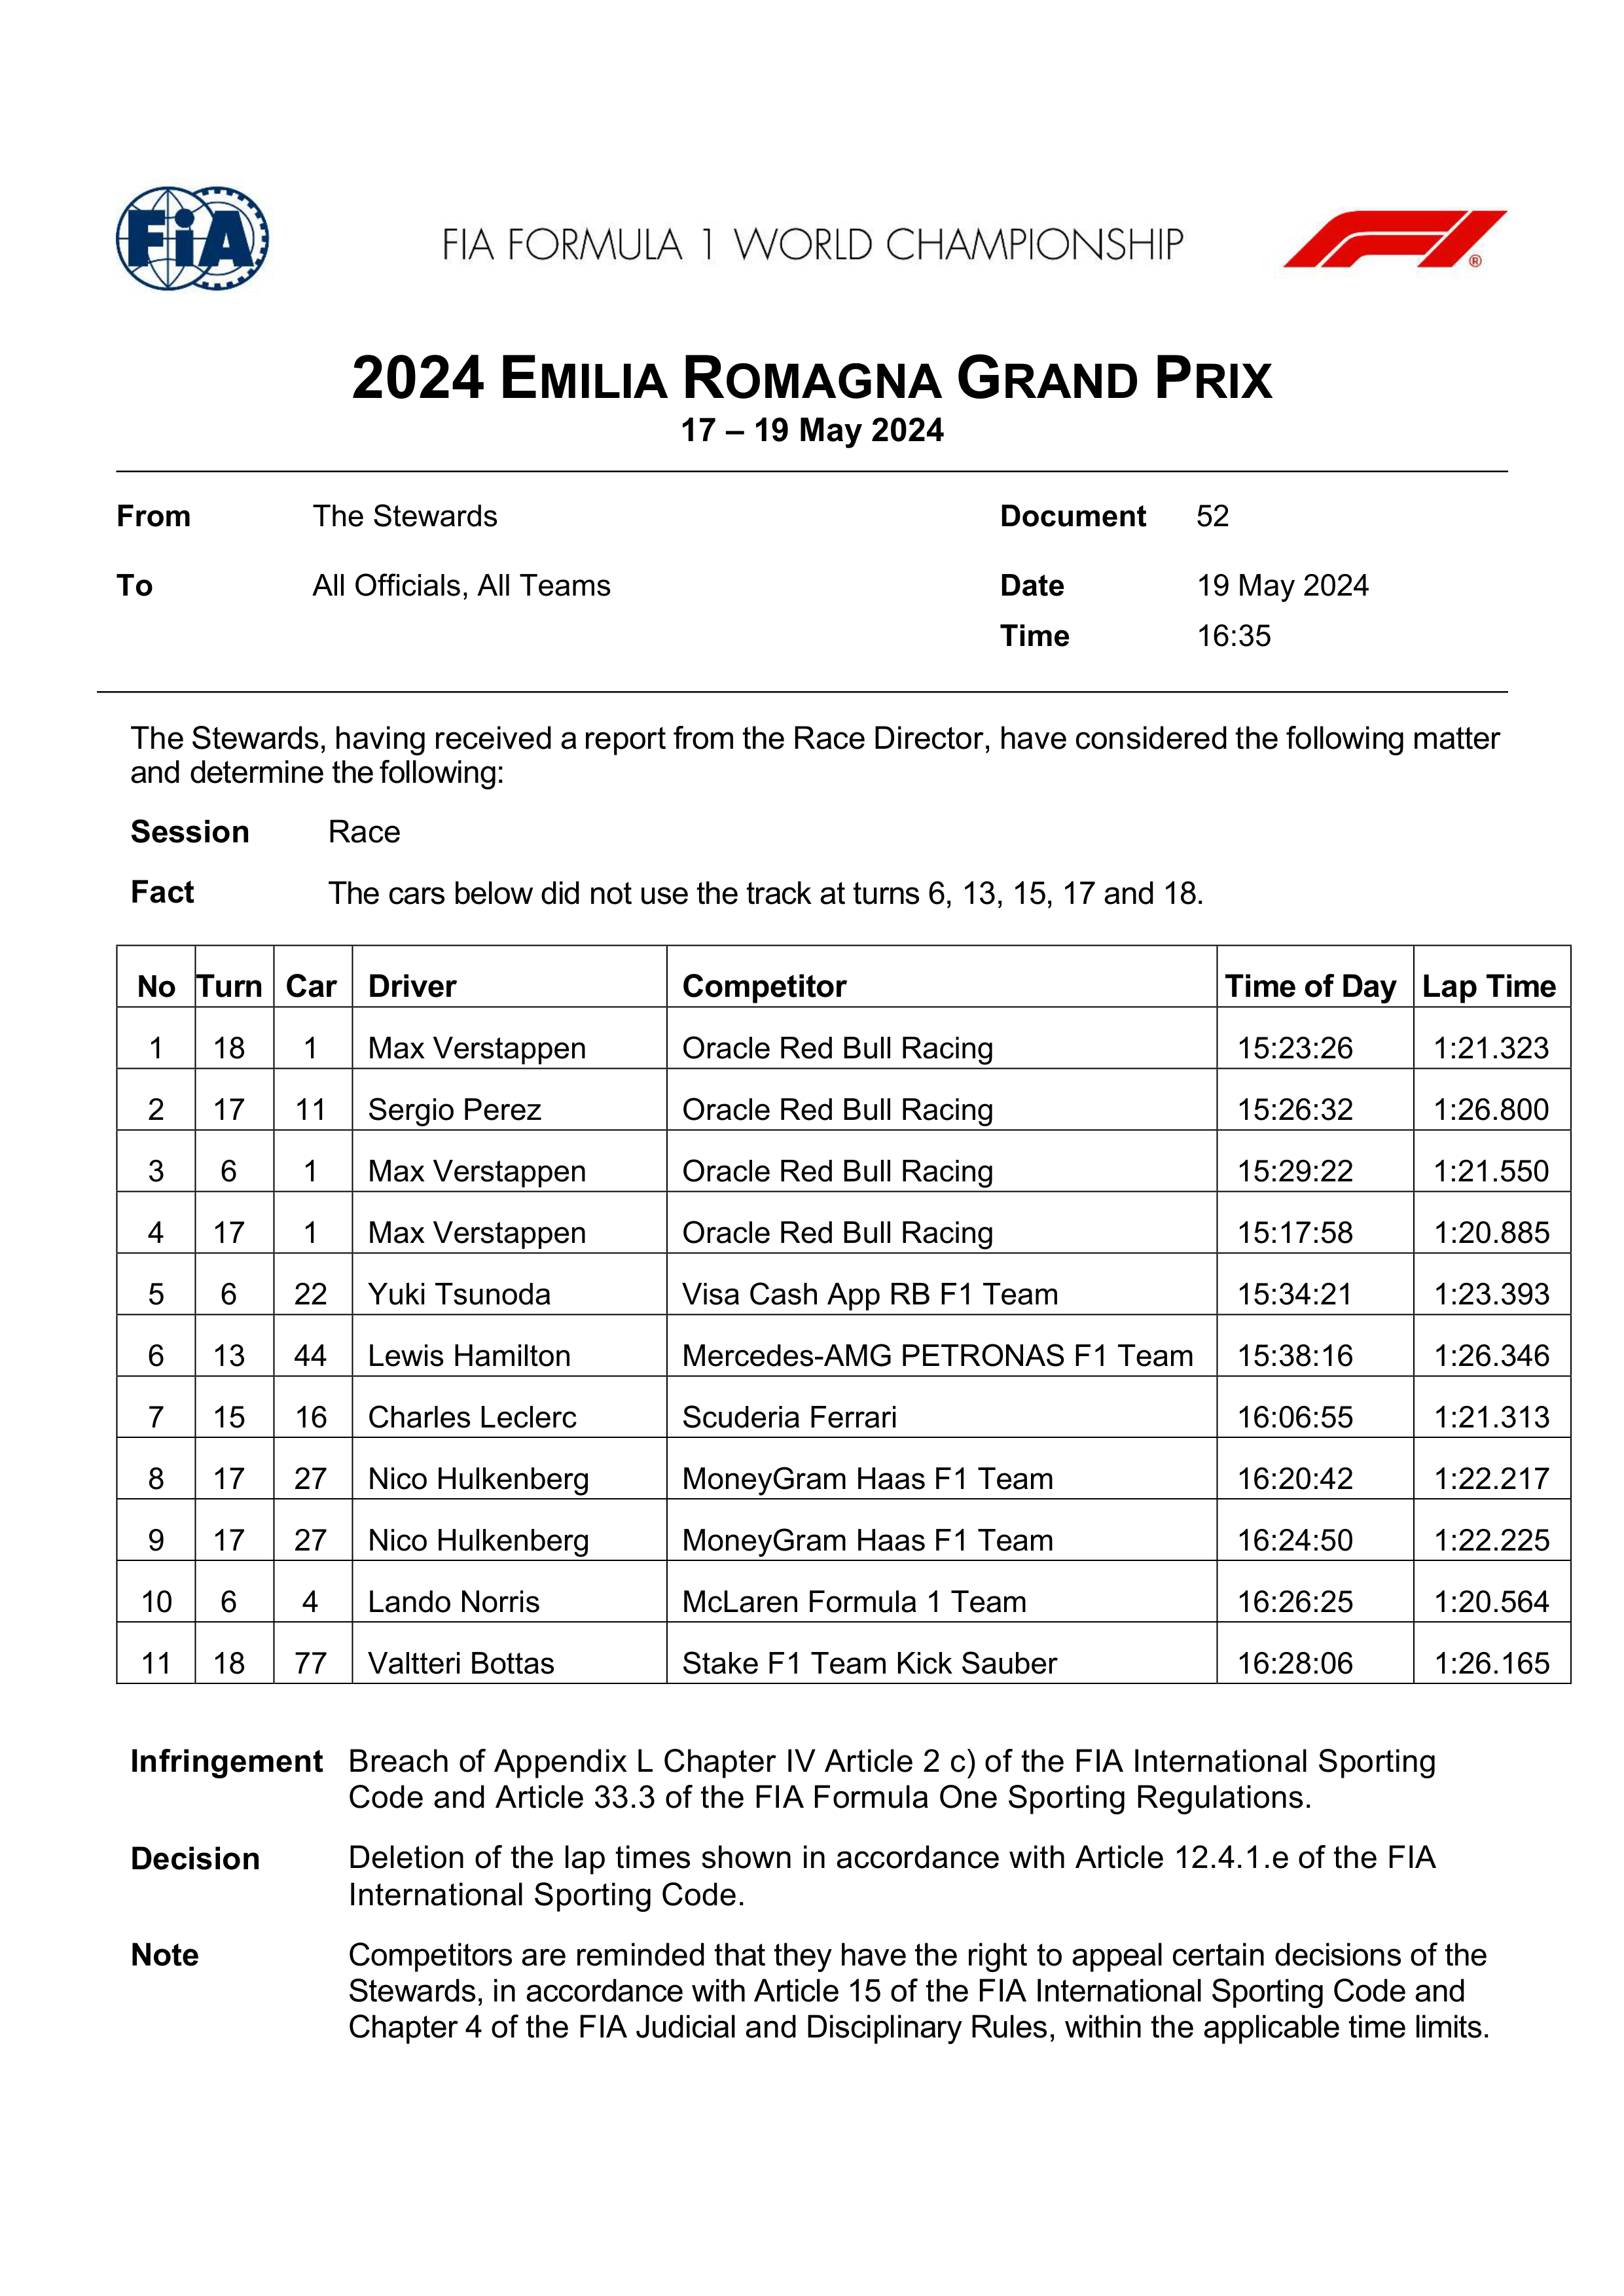 FiA
FIA FORMULA 1 WORLD CHAMPIONSHIP
F1®
2024 EMILIA ROMAGNA GRAND PRIX
17 – 19 May 2024
From The Stewards Document 52
To All Officials, All Teams Date 19 May 2024
Time 16:35
The Stewards, having received a report from the Race Director, have considered the following matter
and determine the following:
Session Race
Fact The cars below did not use the track at turns 6, 13, 15, 17 and 18.
No Turn Car Driver Competitor Time of Day Lap Time
1 18 1 Max Verstappen Oracle Red Bull Racing 15:23:26 1:21.323
2 17 11 Sergio Perez Oracle Red Bull Racing 15:26:32 1:26.800
3 6 1 Max Verstappen Oracle Red Bull Racing 15:29:22 1:21.550
4 17 1 Max Verstappen Oracle Red Bull Racing 15:17:58 1:20.885
5 6 22 Yuki Tsunoda Visa Cash App RB F1 Team 15:34:21 1:23.393
6 13 44 Lewis Hamilton Mercedes-AMG PETRONAS F1 Team 15:38:16 1:26.346
7 15 16 Charles Leclerc Scuderia Ferrari 16:06:55 1:21.313
8 17 27 Nico Hulkenberg MoneyGram Haas F1 Team 16:20:42 1:22.217
9 17 27 Nico Hulkenberg MoneyGram Haas F1 Team 16:24:50 1:22.225
10 6 4 Lando Norris McLaren Formula 1 Team 16:26:25 1:20.564
11 18 77 Valtteri Bottas Stake F1 Team Kick Sauber 16:28:06 1:26.165
Infringement Breach of Appendix L Chapter IV Article 2 c) of the FIA International Sporting
Code and Article 33.3 of the FIA Formula One Sporting Regulations.
Decision Deletion of the lap times shown in accordance with Article 12.4.1.e of the FIA
International Sporting Code.
Note Competitors are reminded that they have the right to appeal certain decisions of the
Stewards, in accordance with Article 15 of the FIA International Sporting Code and
Chapter 4 of the FIA Judicial and Disciplinary Rules, within the applicable time limits.